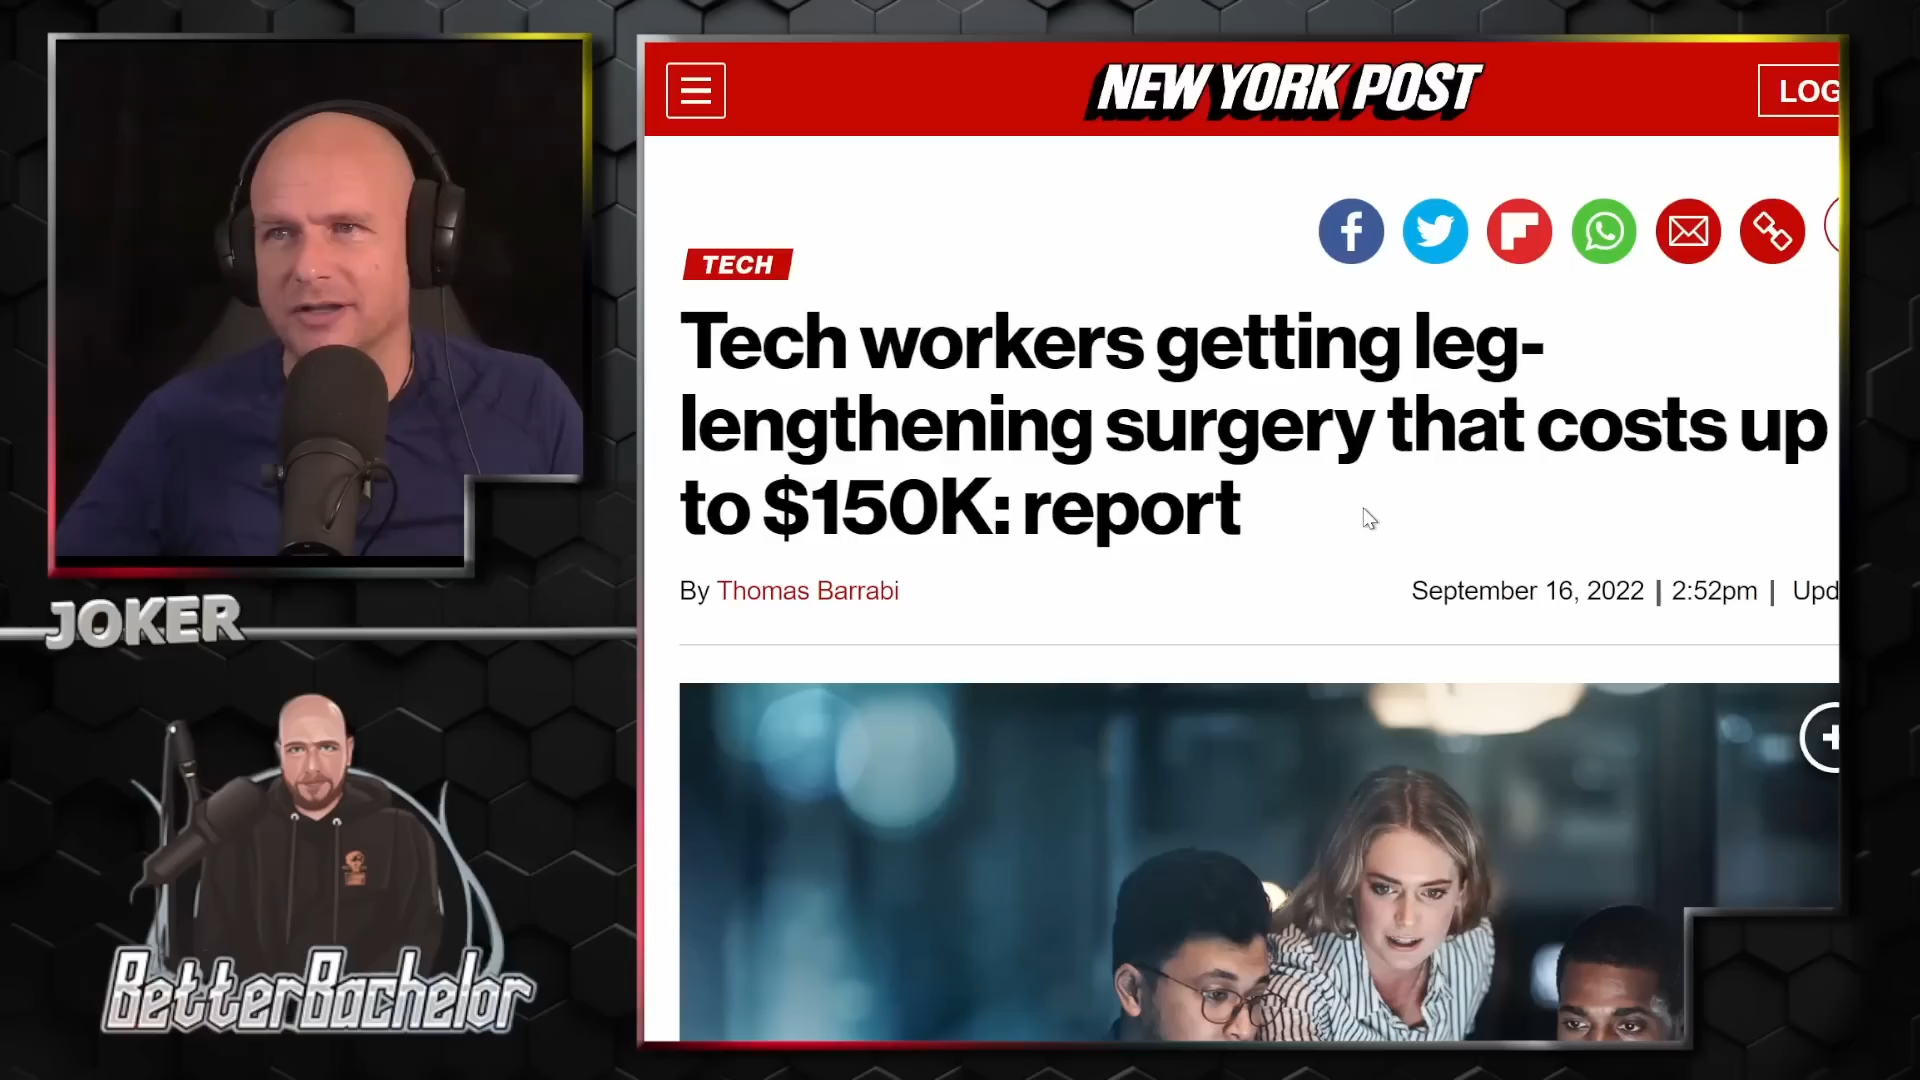 NEW YORK POST
LOG
TECH
Tech workers getting leg-
lengthening surgery that costs up
to $150K: report
By Thomas Barrabi
September 16, 2022 | 2:52pm | Upd
JOKER
BetterBachelor